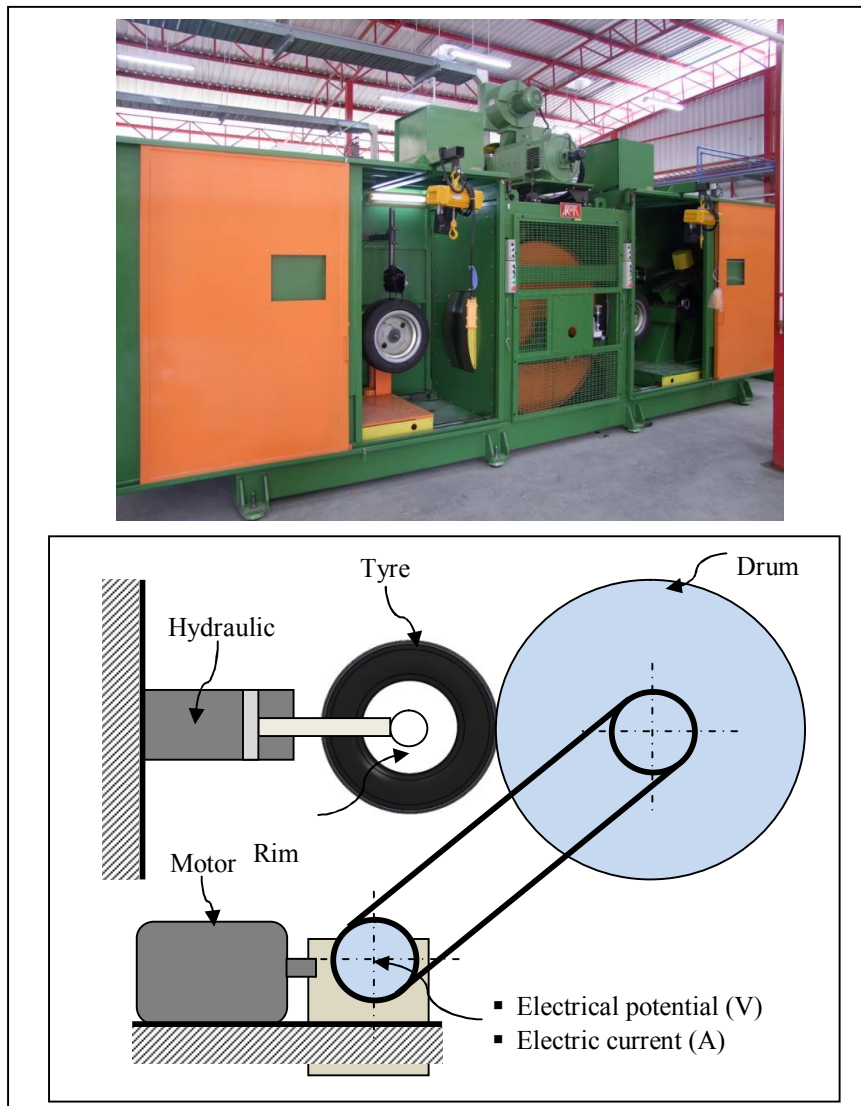 Tyre
Drum
Hydraulic
Rim
Motor
▪ Electrical potential (V)
▪ Electric current (A)